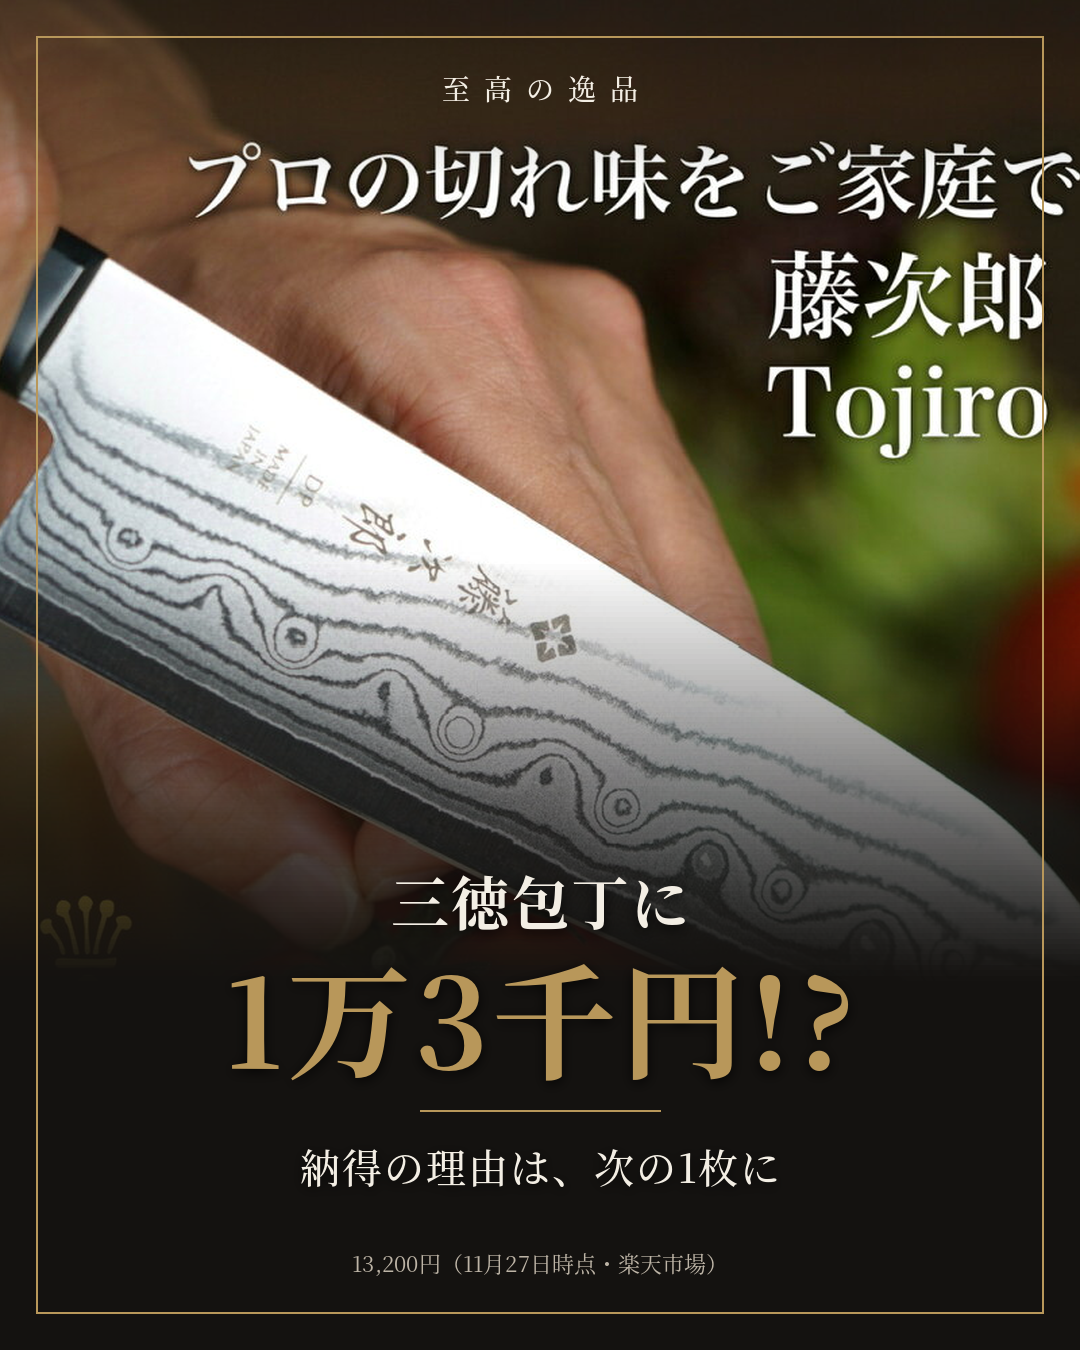 至高の逸品
プロの切れ味をご家庭で
藤次郎
Tojiro
藤次郎
DP
MADE
IN
JAPAN
三徳包丁に
1万3千円!?
納得の理由は、次の1枚に
13,200円（11月27日時点・楽天市場）